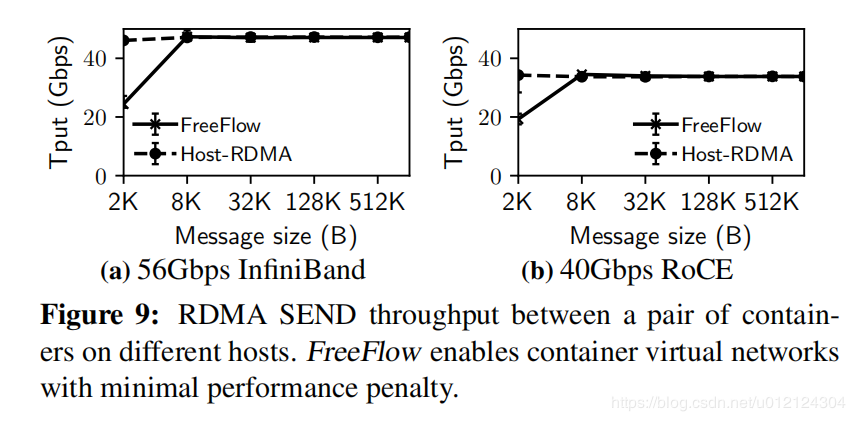 Tput (Gbps)
40
20
0
FreeFlow
Host-RDMA
2K 8K 32K 128K 512K
Message size (B)
(a) 56Gbps InfiniBand
Tput (Gbps)
40
20
0
FreeFlow
Host-RDMA
2K 8K 32K 128K 512K
Message size (B)
(b) 40Gbps RoCE
Figure 9: RDMA SEND throughput between a pair of contain-
ers on different hosts. FreeFlow enables container virtual networks
with minimal performance penalty.
https://blog.csdn.net/u012124304